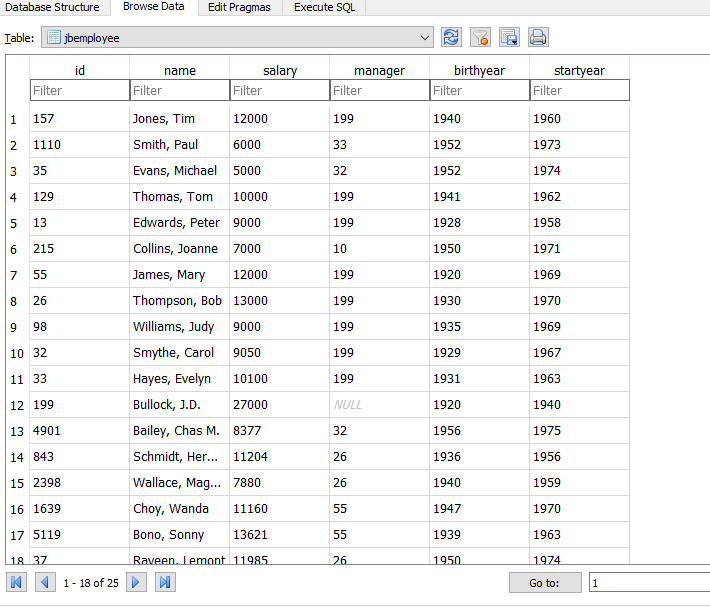 Database Structure Browse Data Edit Pragmas Execute SQL
Table: jbemployee
id name salary manager birthyear startyear
Filter Filter Filter Filter Filter Filter
1 157 Jones, Tim 12000 199 1940 1960
2 1110 Smith, Paul 6000 33 1952 1973
3 35 Evans, Michael 5000 32 1952 1974
4 129 Thomas, Tom 10000 199 1941 1962
5 13 Edwards, Peter 9000 199 1928 1958
6 215 Collins, Joanne 7000 10 1950 1971
7 55 James, Mary 12000 199 1920 1969
8 26 Thompson, Bob 13000 199 1930 1970
9 98 Williams, Judy 9000 199 1935 1969
10 32 Smythe, Carol 9050 199 1929 1967
11 33 Hayes, Evelyn 10100 199 1931 1963
12 199 Bullock, J.D. 27000 NULL 1920 1940
13 4901 Bailey, Chas M. 8377 32 1956 1975
14 843 Schmidt, Her... 11204 26 1936 1956
15 2398 Wallace, Mag... 7880 26 1940 1959
16 1639 Choy, Wanda 11160 55 1947 1970
17 5119 Bono, Sonny 13621 55 1939 1963
18 37 Raveen, Lemont 11985 26 1950 1974
1 - 18 of 25 Go to: 1